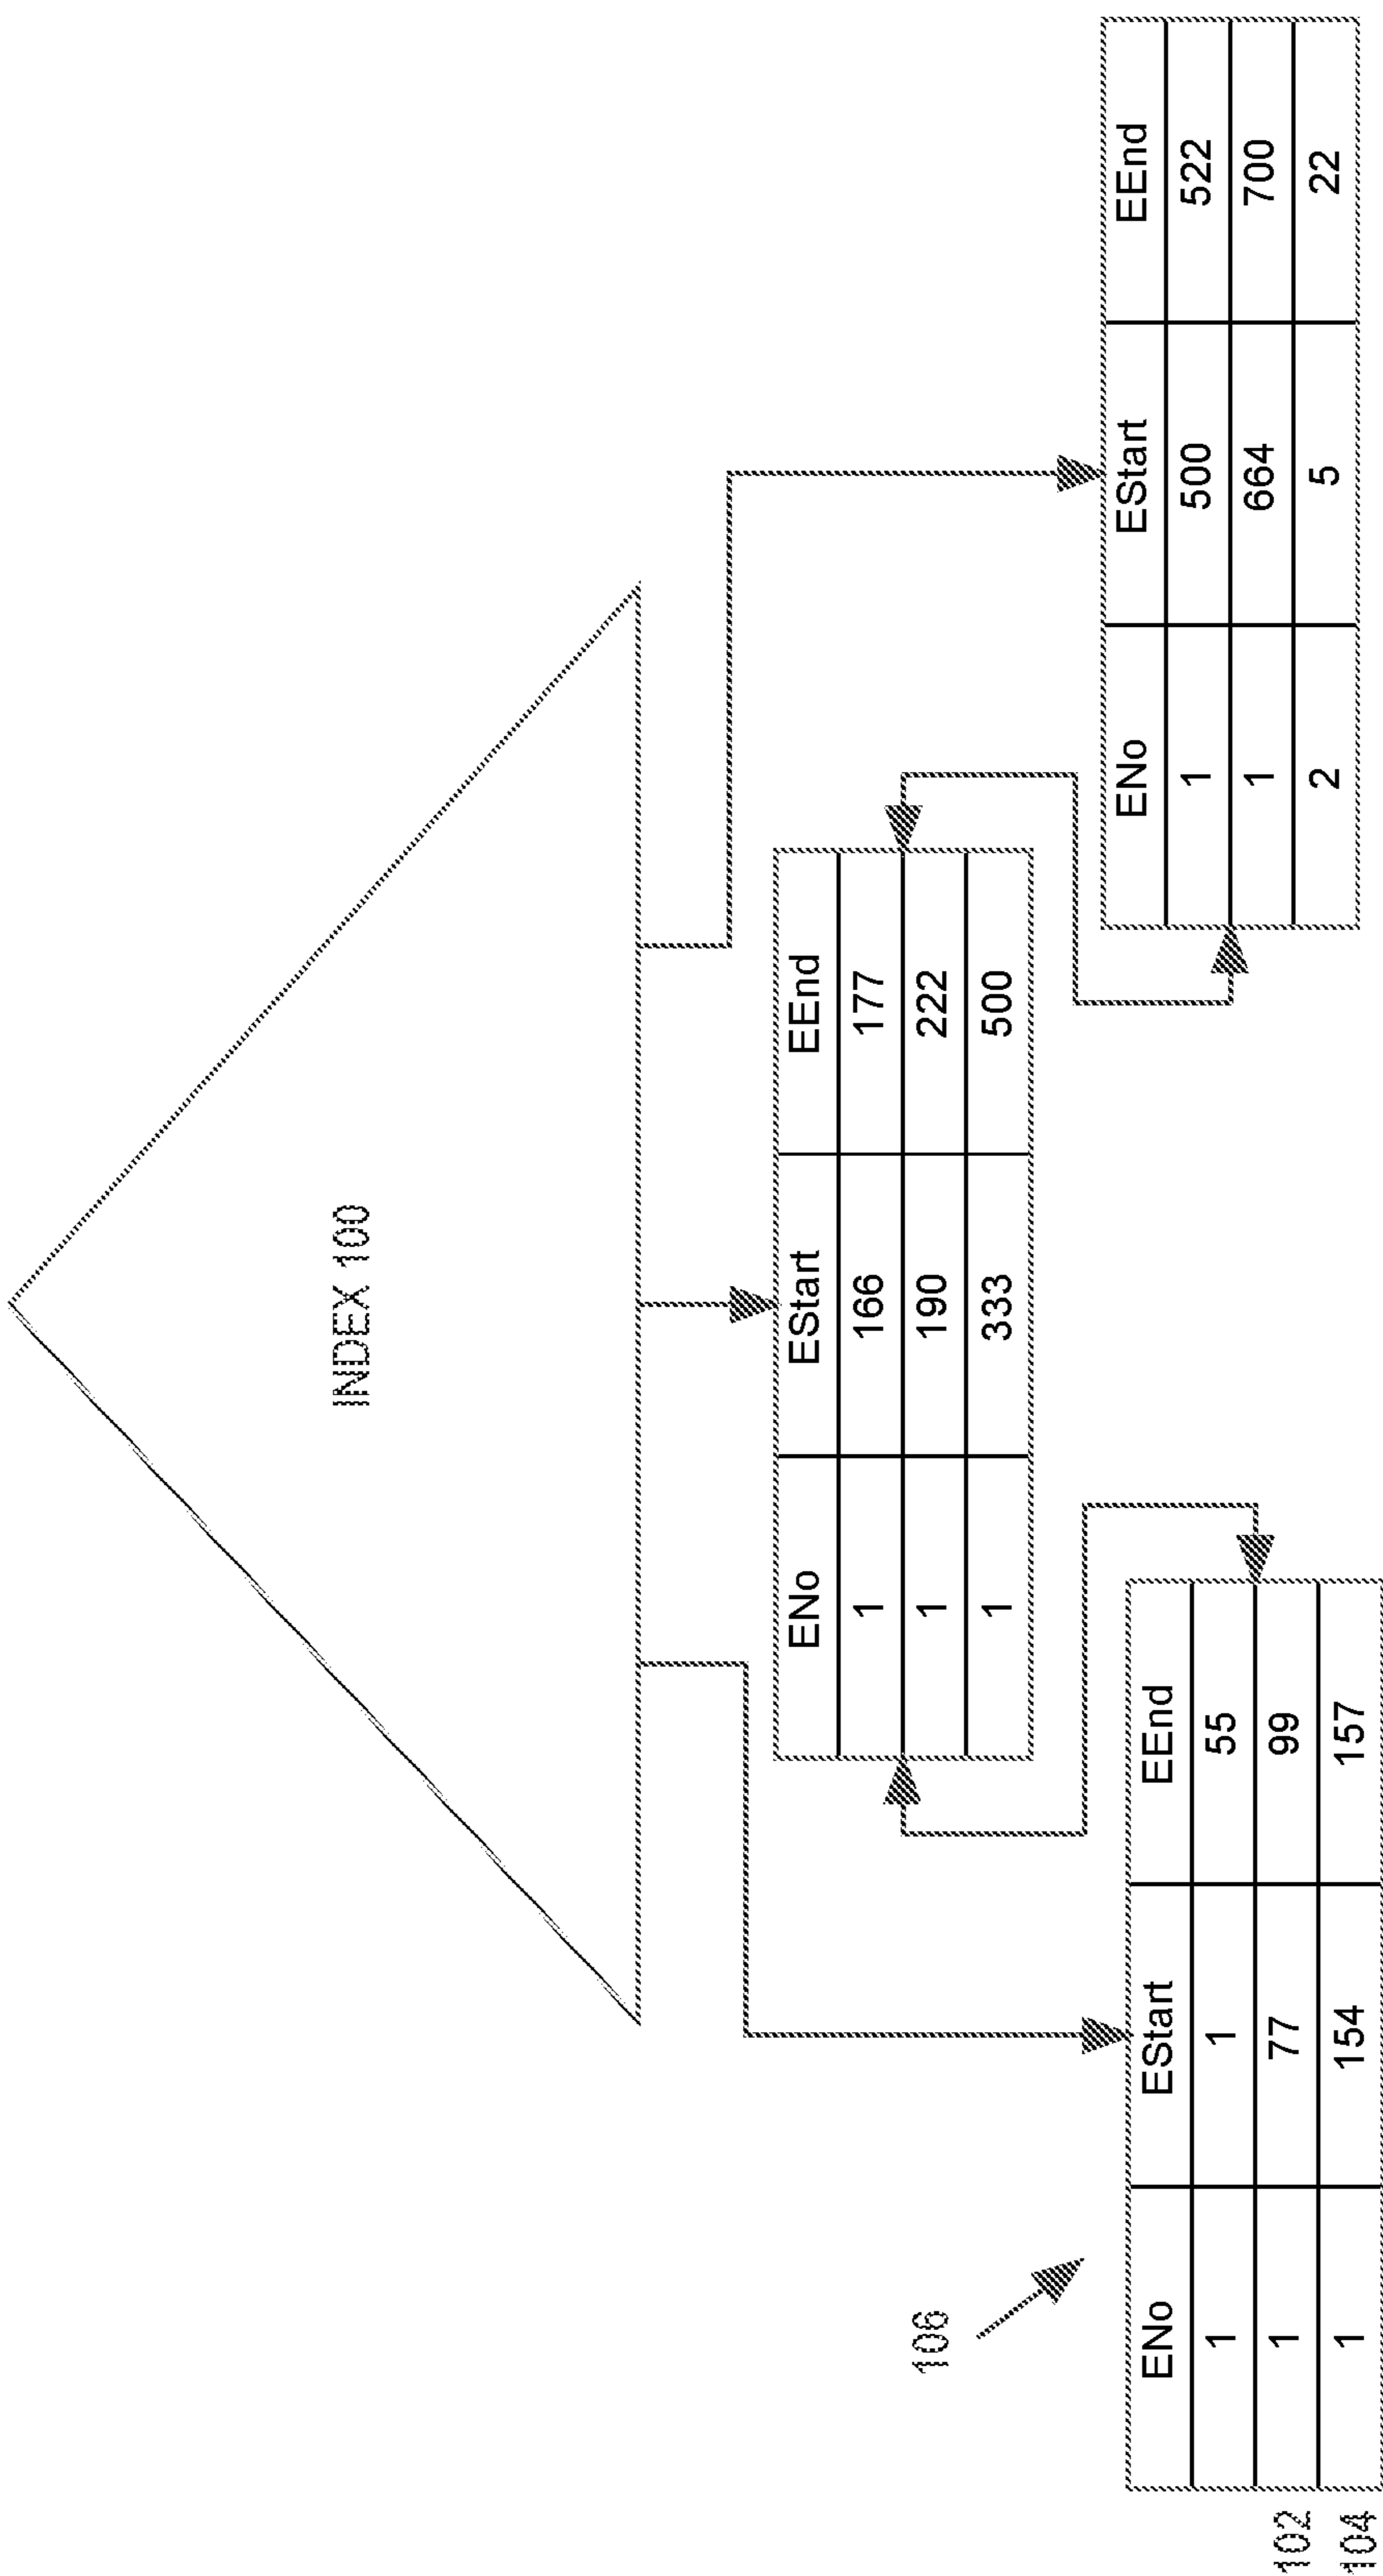 INDEX 100
106
ENo EStart EEnd
1 1 55
102 1 77 99
104 1 154 157
ENo EStart EEnd
1 166 177
1 190 222
1 333 500
ENo EStart EEnd
1 500 522
1 664 700
2 5 22